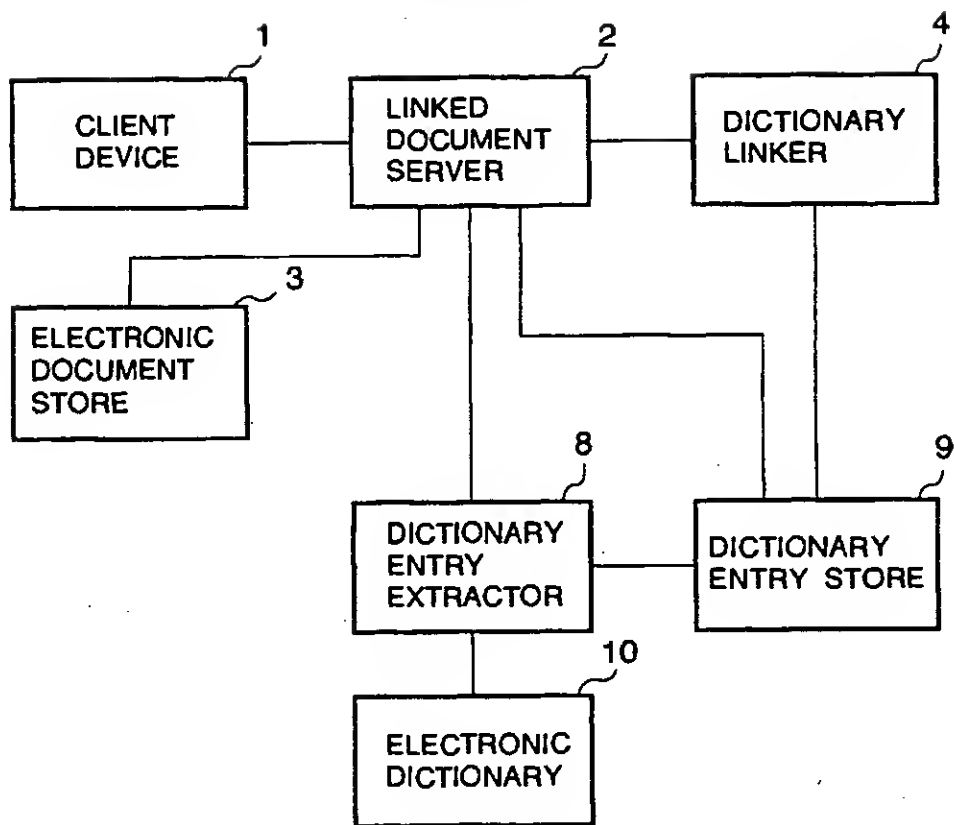 1
CLIENT
DEVICE
2
LINKED
DOCUMENT
SERVER
4
DICTIONARY
LINKER
3
ELECTRONIC
DOCUMENT
STORE
8
DICTIONARY
ENTRY
EXTRACTOR
9
DICTIONARY
ENTRY STORE
10
ELECTRONIC
DICTIONARY